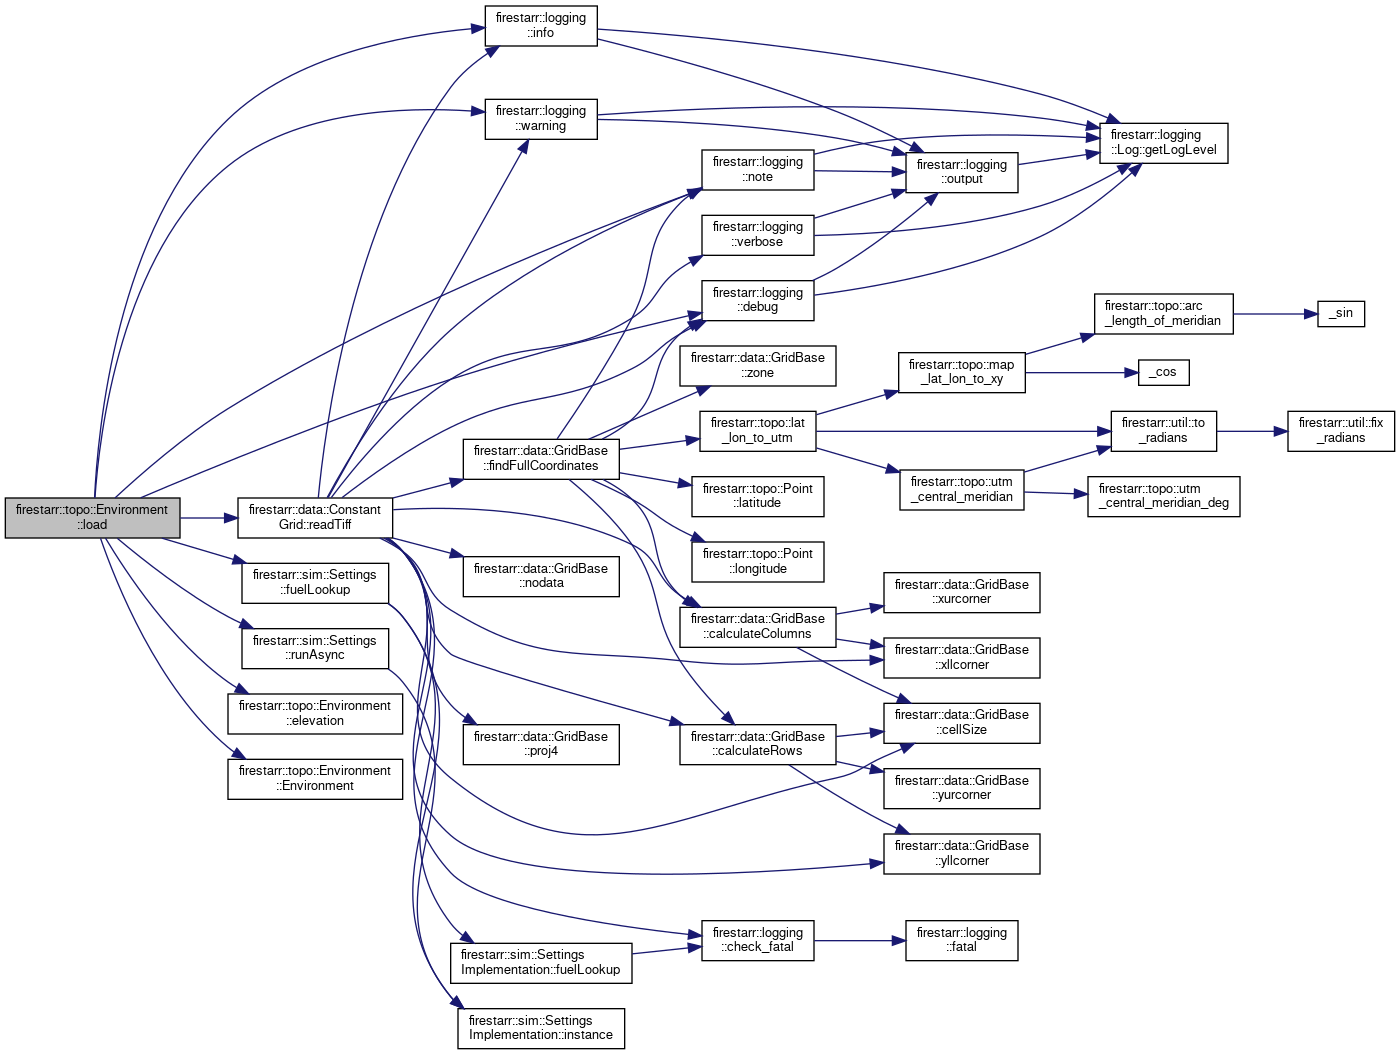 firestarr::logging
::info
firestarr::logging
::warning
firestarr::logging
::Log::getLogLevel
firestarr::logging
::note
firestarr::logging
::output
firestarr::logging
::verbose
firestarr::logging
::debug
firestarr::topo::arc
_length_of_meridian
_sin
firestarr::data::GridBase
::zone
firestarr::topo::map
_lat_lon_to_xy
_cos
firestarr::topo::lat
_lon_to_utm
firestarr::util::to
_radians
firestarr::util::fix
_radians
firestarr::data::GridBase
::findFullCoordinates
firestarr::topo::Point
::latitude
firestarr::topo::utm
_central_meridian
firestarr::topo::utm
_central_meridian_deg
firestarr::topo::Environment
::load
firestarr::data::Constant
Grid::readTiff
firestarr::topo::Point
::longitude
firestarr::sim::Settings
::fuelLookup
firestarr::data::GridBase
::nodata
firestarr::data::GridBase
::xurcorner
firestarr::data::GridBase
::calculateColumns
firestarr::sim::Settings
::runAsync
firestarr::data::GridBase
::xllcorner
firestarr::topo::Environment
::elevation
firestarr::data::GridBase
::cellSize
firestarr::data::GridBase
::proj4
firestarr::data::GridBase
::calculateRows
firestarr::topo::Environment
::Environment
firestarr::data::GridBase
::yurcorner
firestarr::data::GridBase
::yllcorner
firestarr::logging
::check_fatal
firestarr::logging
::fatal
firestarr::sim::Settings
Implementation::fuelLookup
firestarr::sim::Settings
Implementation::instance